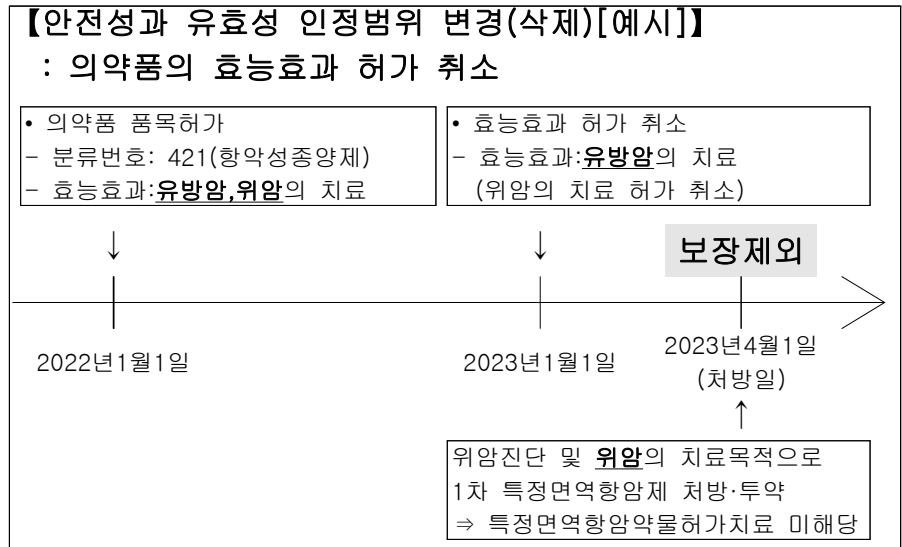 【안전성과 유효성 인정범위 변경(삭제)[예시]】
: 의약품의 효능효과 허가 취소
• 의약품 품목허가
- 분류번호: 421(항악성종양제)
- 효능효과:유방암,위암의 치료
• 효능효과 허가 취소
- 효능효과:유방암의 치료
(위암의 치료 허가 취소)
↓
↓
보장제외
2022년1월1일
2023년1월1일
2023년4월1일
(처방일)
↑
위암진단 및 위암의 치료목적으로
1차 특정면역항암제 처방·투약
⇒ 특정면역항암약물허가치료 미해당